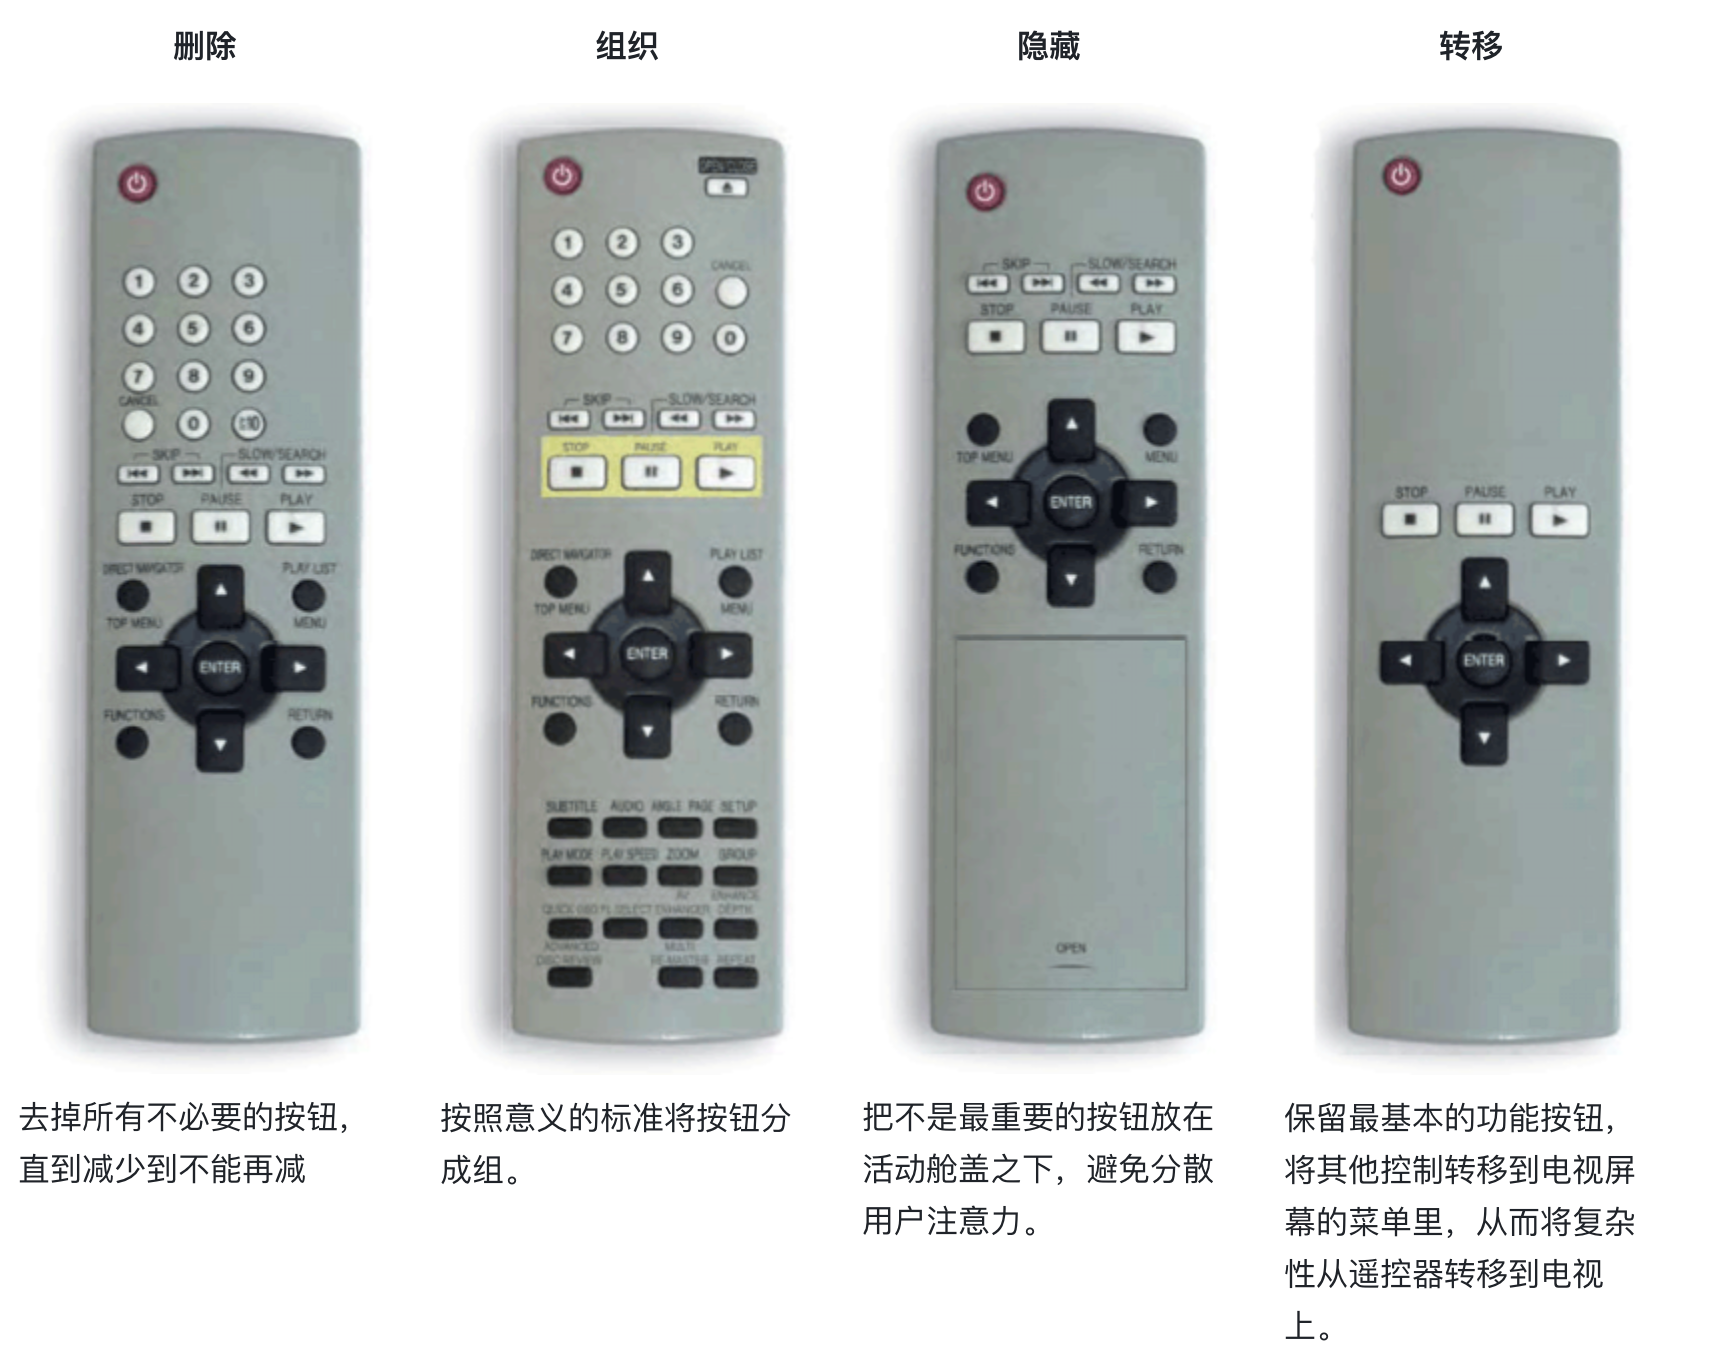 删除
组织
隐藏
转移
1 2 3
4 5 6
7 8 9
CANCEL
0
SKIP SLOW/SEARCH
STOP PAUSE PLAY
DIRECT NAVIGATOR PLAY LIST
TOP MENU MENU
ENTER
FUNCTIONS RETURN
去掉所有不必要的按钮，
直到减少到不能再减
OPEN/CLOSE
1 2 3
CANCEL
4 5 6
7 8 9 0
SKIP SLOW/SEARCH
STOP PAUSE PLAY
DIRECT NAVIGATOR PLAY LIST
TOP MENU MENU
ENTER
FUNCTIONS RETURN
SUBTITLE AUDIO ANGLE PAGE SETUP
PLAY MODE PLAY SPEED ZOOM GROUP
AV ENHANCE
QUICK FL SELECT ENHANCER DEPTH
ADVANCED MULTI
DISC REVIEW RE-MASTER REPEAT
按照意义的标准将按钮分
成组。
SKIP SLOW/SEARCH
STOP PAUSE PLAY
TOP MENU MENU
ENTER
FUNCTIONS RETURN
OPEN
把不是最重要的按钮放在
活动舱盖之下，避免分散
用户注意力。
STOP PAUSE PLAY
ENTER
保留最基本的功能按钮，
将其他控制转移到电视屏
幕的菜单里，从而将复杂
性从遥控器转移到电视
上。